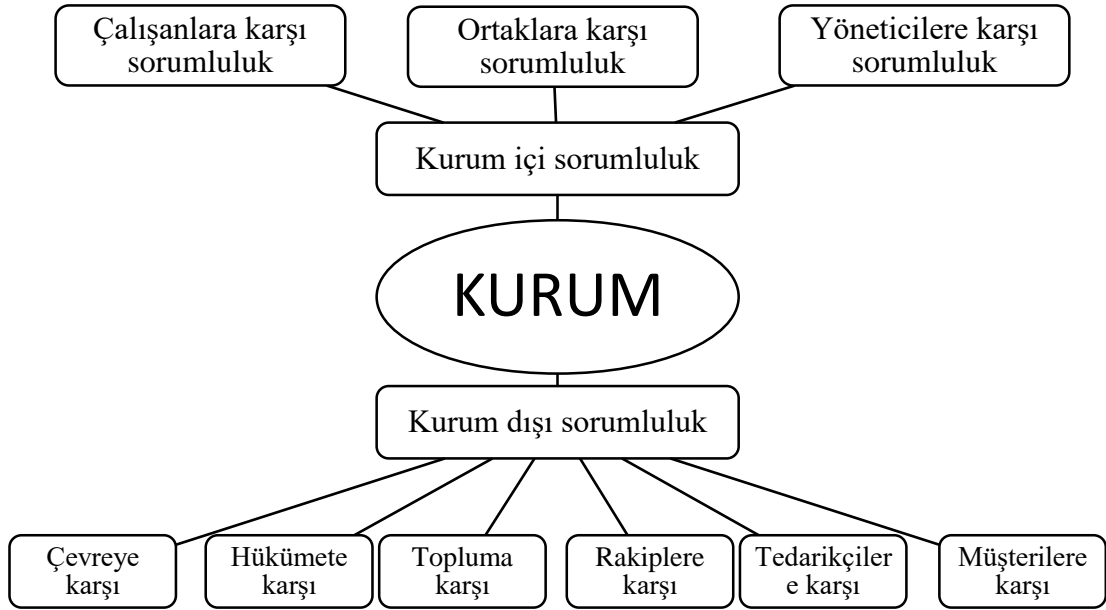 Çalışanlara karşı
sorumluluk
Ortaklara karşı
sorumluluk
Yöneticilere karşı
sorumluluk
Kurum içi sorumluluk
KURUM
Kurum dışı sorumluluk
Çevreye
karşı
Hükümete
karşı
Topluma
karşı
Rakiplere
karşı
Tedarikçiler
e karşı
Müşterilere
karşı